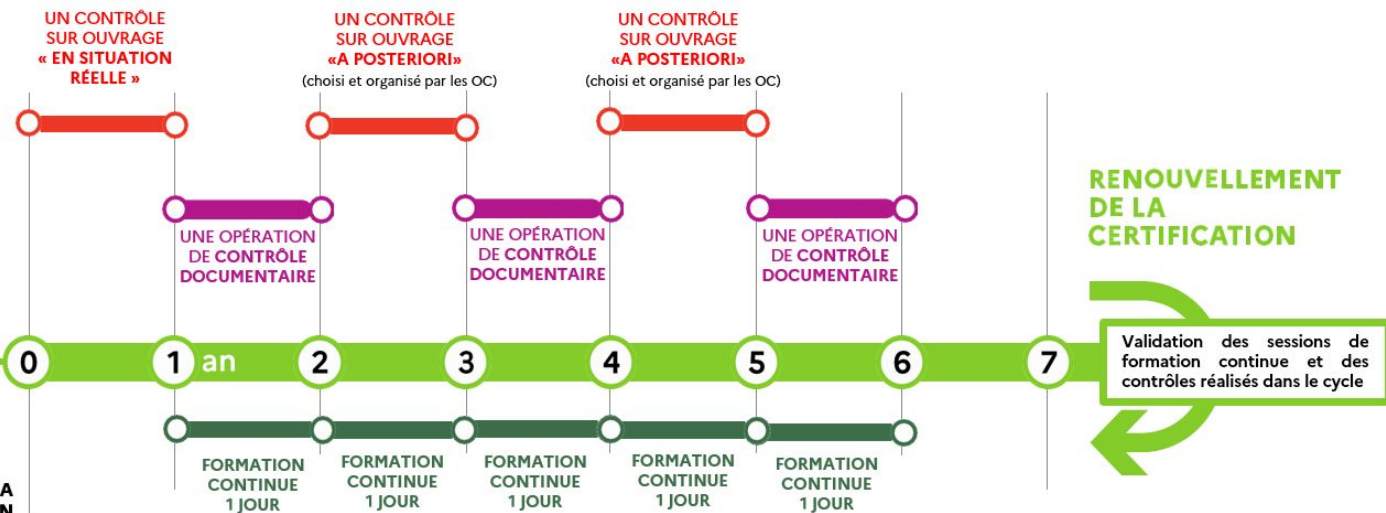 UN CONTRÔLE
SUR OUVRAGE
« EN SITUATION
RÉELLE »
UN CONTRÔLE
SUR OUVRAGE
«A POSTERIORI»
(choisi et organisé par les OC)
UN CONTRÔLE
SUR OUVRAGE
«A POSTERIORI»
(choisi et organisé par les OC)
UNE OPÉRATION
DE CONTRÔLE
DOCUMENTAIRE
UNE OPÉRATION
DE CONTRÔLE
DOCUMENTAIRE
UNE OPÉRATION
DE CONTRÔLE
DOCUMENTAIRE
RENOUVELLEMENT
DE LA
CERTIFICATION
0 1 an 2 3 4 5 6 7
Validation des sessions de
formation continue et des
contrôles réalisés dans le cycle
FORMATION
CONTINUE
1 JOUR
FORMATION
CONTINUE
1 JOUR
FORMATION
CONTINUE
1 JOUR
FORMATION
CONTINUE
1 JOUR
FORMATION
CONTINUE
1 JOUR
A
N